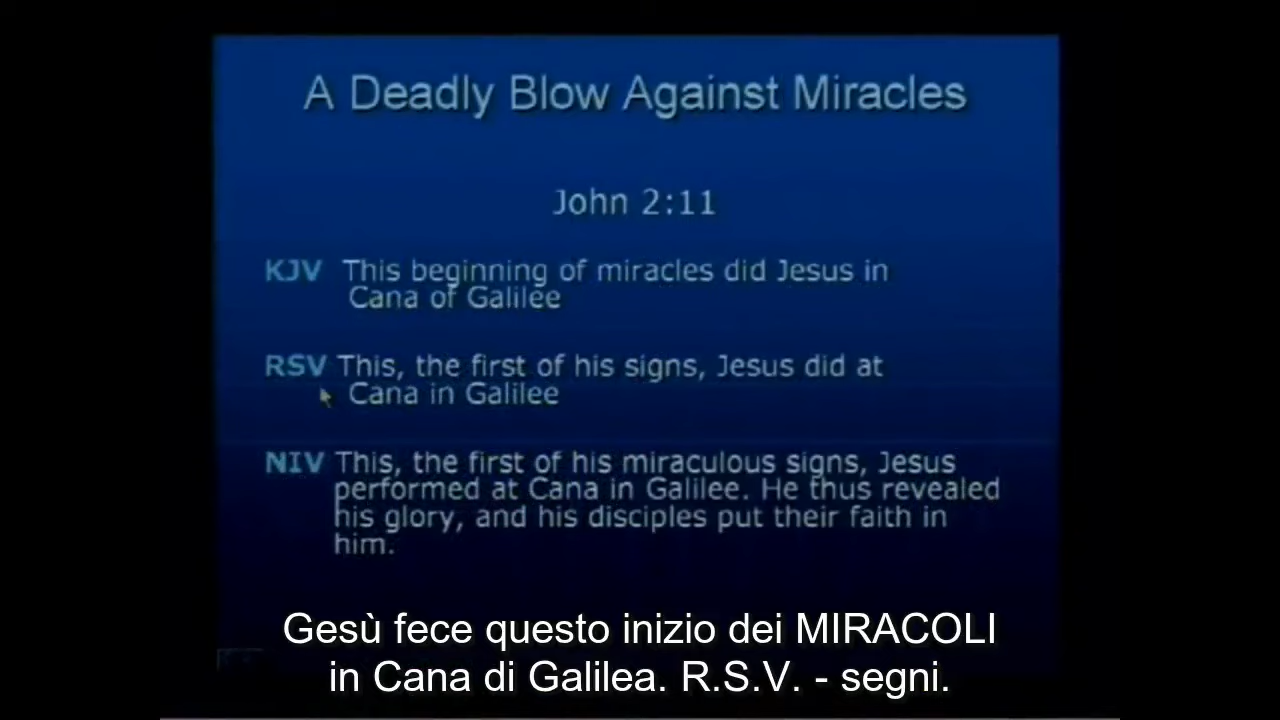 A Deadly Blow Against Miracles
John 2:11
KJV This beginning of miracles did Jesus in
Cana of Galilee
RSV This, the first of his signs, Jesus did at
Cana in Galilee
NIV This, the first of his miraculous signs, Jesus
performed at Cana in Galilee. He thus revealed
his glory, and his disciples put their faith in
him.
Gesù fece questo inizio dei MIRACOLI
in Cana di Galilea. R.S.V. - segni.